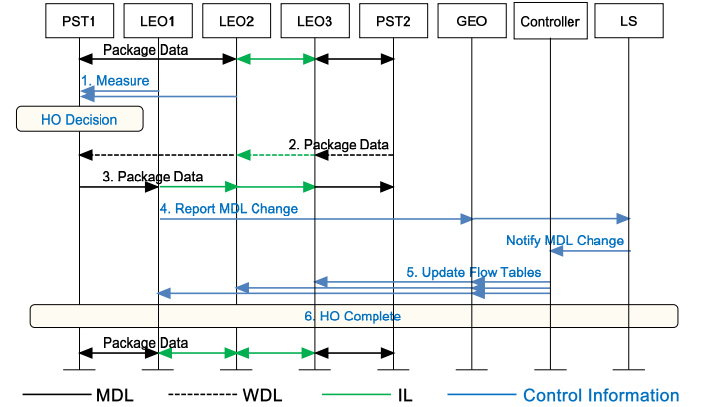 PST1 LEO1 LEO2 LEO3 PST2 GEO Controller LS
Package Data
1. Measure
HO Decision
2. Package Data
3. Package Data
4. Report MDL Change
Notify MDL Change
5. Update Flow Tables
6. HO Complete
Package Data
MDL WDL IL Control Information